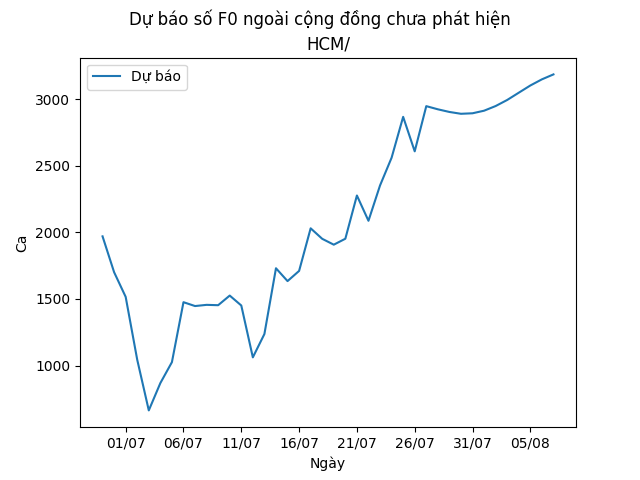 Dự báo số F0 ngoài cộng đồng chưa phát hiện
HCM/
Dự báo
3000
2500
2000
1500
1000
Ca
01/07 06/07 11/07 16/07 21/07 26/07 31/07 05/08
Ngày